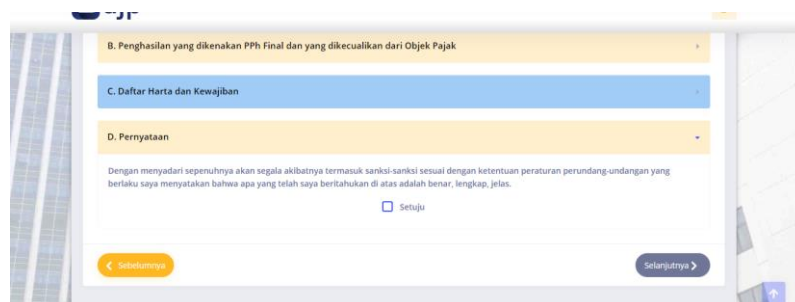 djp
B. Penghasilan yang dikenakan PPh Final dan yang dikecualikan dari Objek Pajak
C. Daftar Harta dan Kewajiban
D. Pernyataan
Dengan menyadari sepenuhnya akan segala akibatnya termasuk sanksi-sanksi sesuai dengan ketentuan peraturan perundang-undangan yang
berlaku saya menyatakan bahwa apa yang telah saya beritahukan di atas adalah benar, lengkap, jelas.
Setuju
Sebelumnya
Selanjutnya